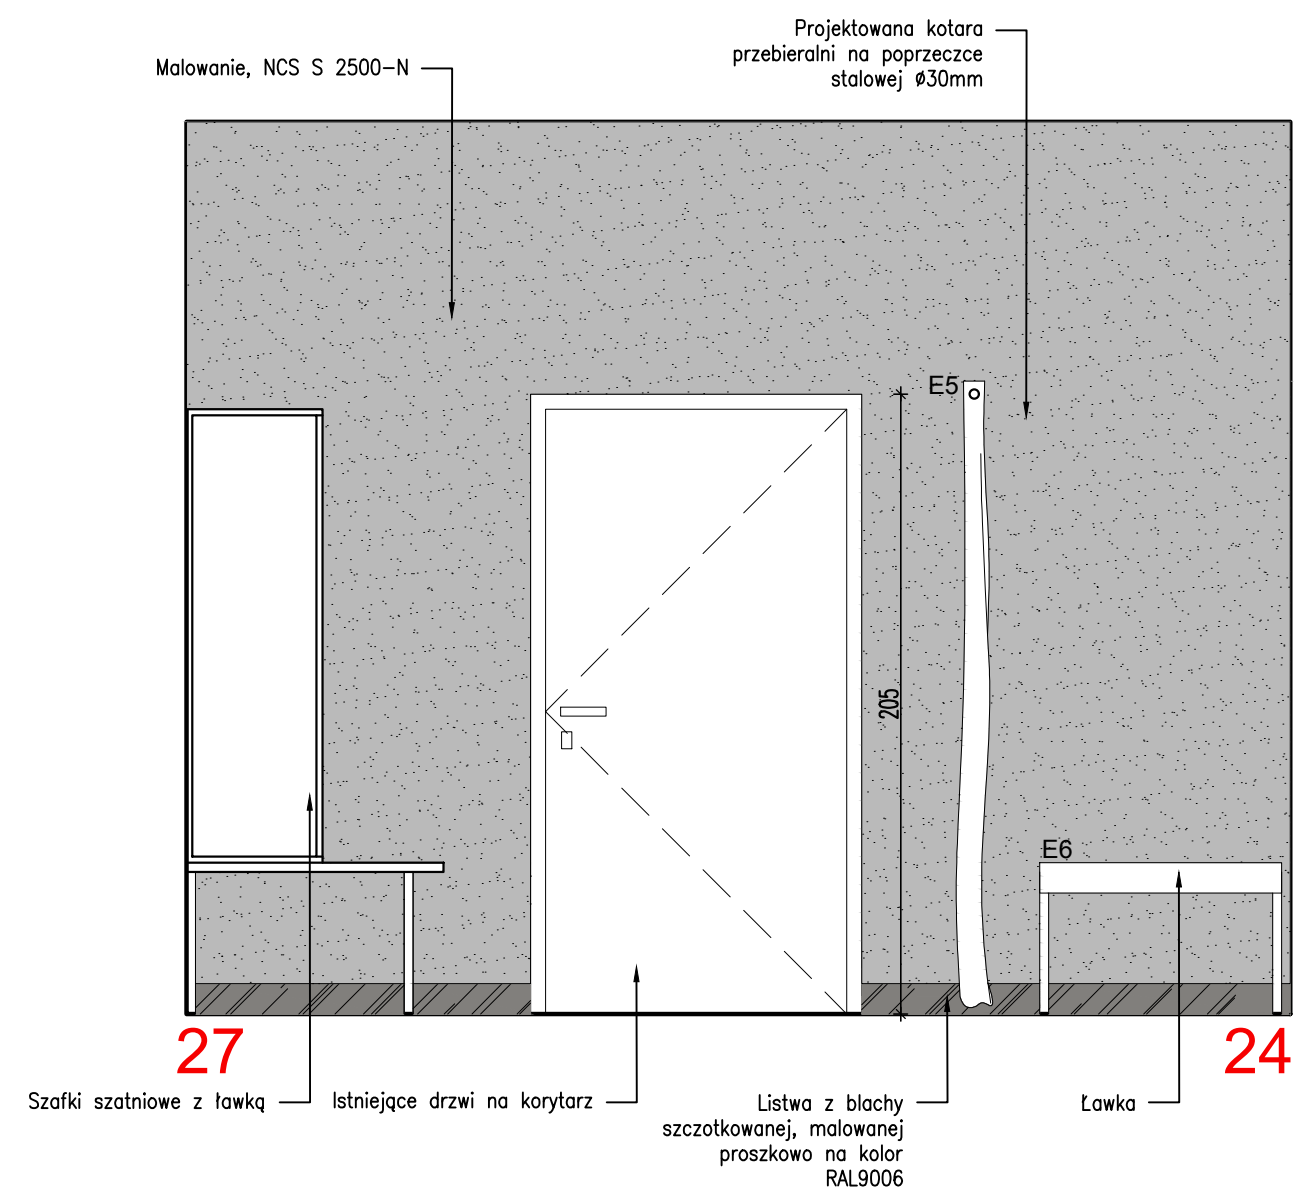 Projektowana kotara
przebieralni na poprzeczce
stalowej Ø30mm
Malowanie, NCS S 2500-N
E5
205
E6
27
24
Szafki szatniowe z ławką
Istniejące drzwi na korytarz
Listwa z blachy
szczotkowanej, malowanej
proszkowo na kolor
RAL9006
Ławka